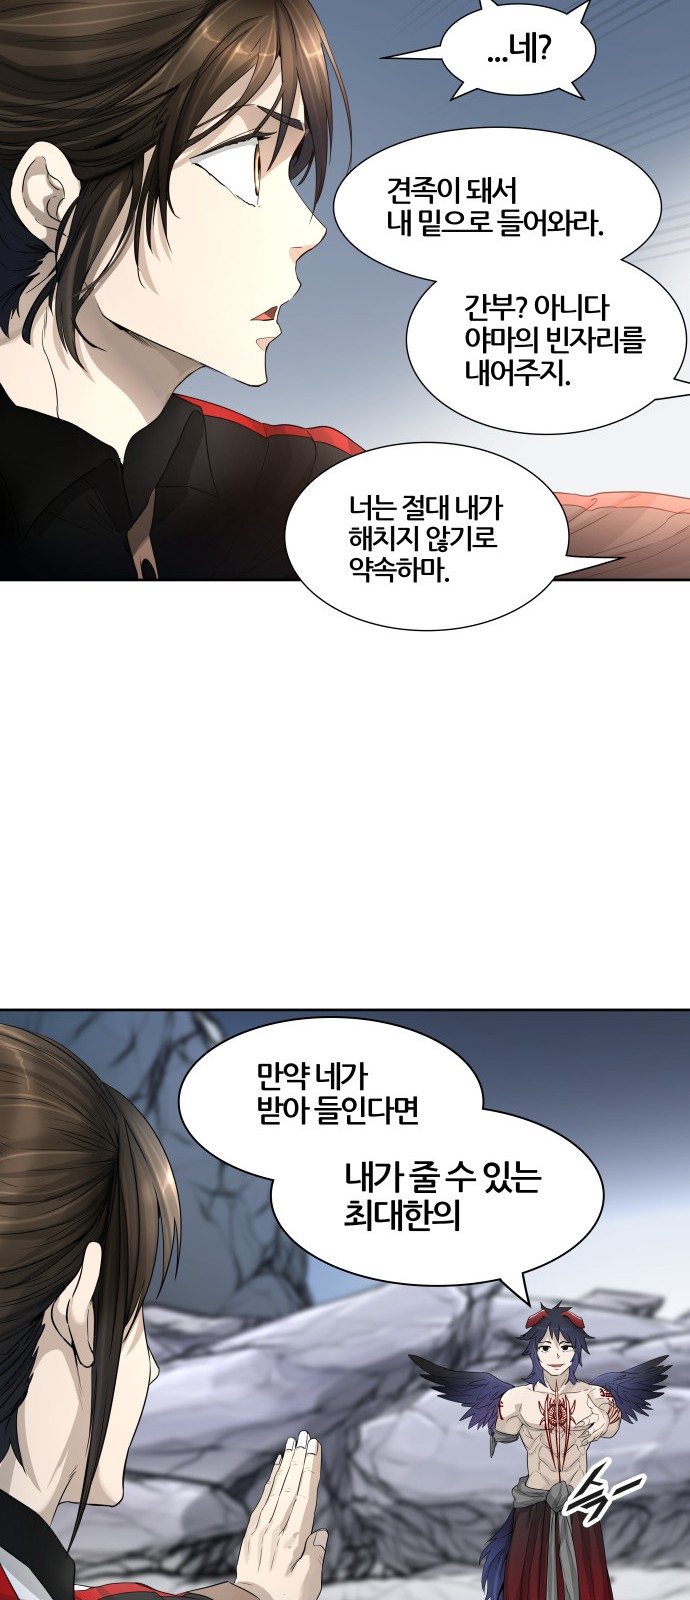 ...네?
견족이 돼서
내 밑으로 들어와라.
간부? 아니다
야마의 빈자리를
내어주지.
너는 절대 내가
해치지 않기로
약속하마.
만약 네가
받아 들인다면
내가 줄 수 있는
최대한의
슥-